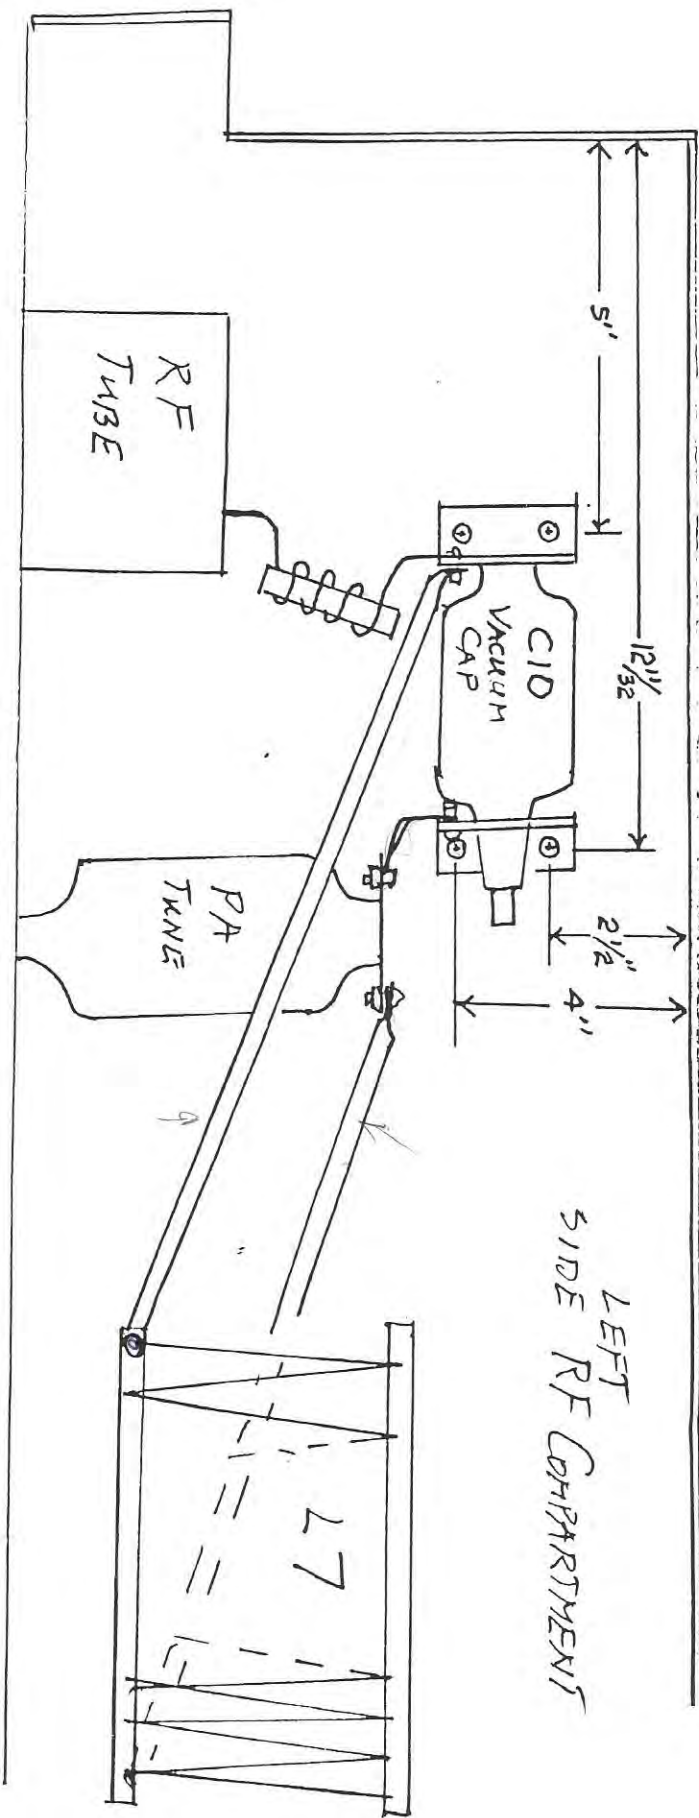 5"
12 11/32
2 1/2"
4"
C10
VACUUM
CAP
RF
TUBE
PA
TUNE
L7
LEFT
SIDE RF COMPARTMENT